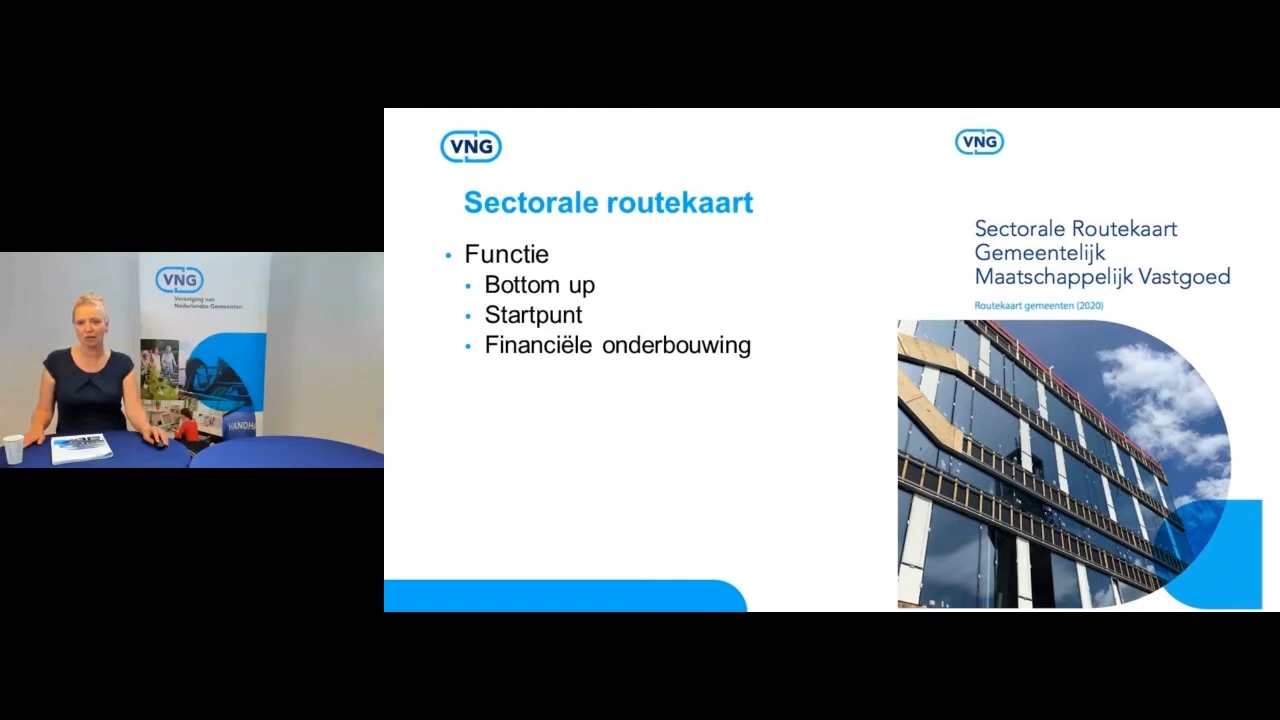 VNG
Vereniging van
Nederlandse Gemeenten
HANDHA
VNG
Sectorale routekaart
• Functie
• Bottom up
• Startpunt
• Financiële onderbouwing
VNG
Sectorale Routekaart
Gemeentelijk
Maatschappelijk Vastgoed
Routekaart gemeenten (2020)